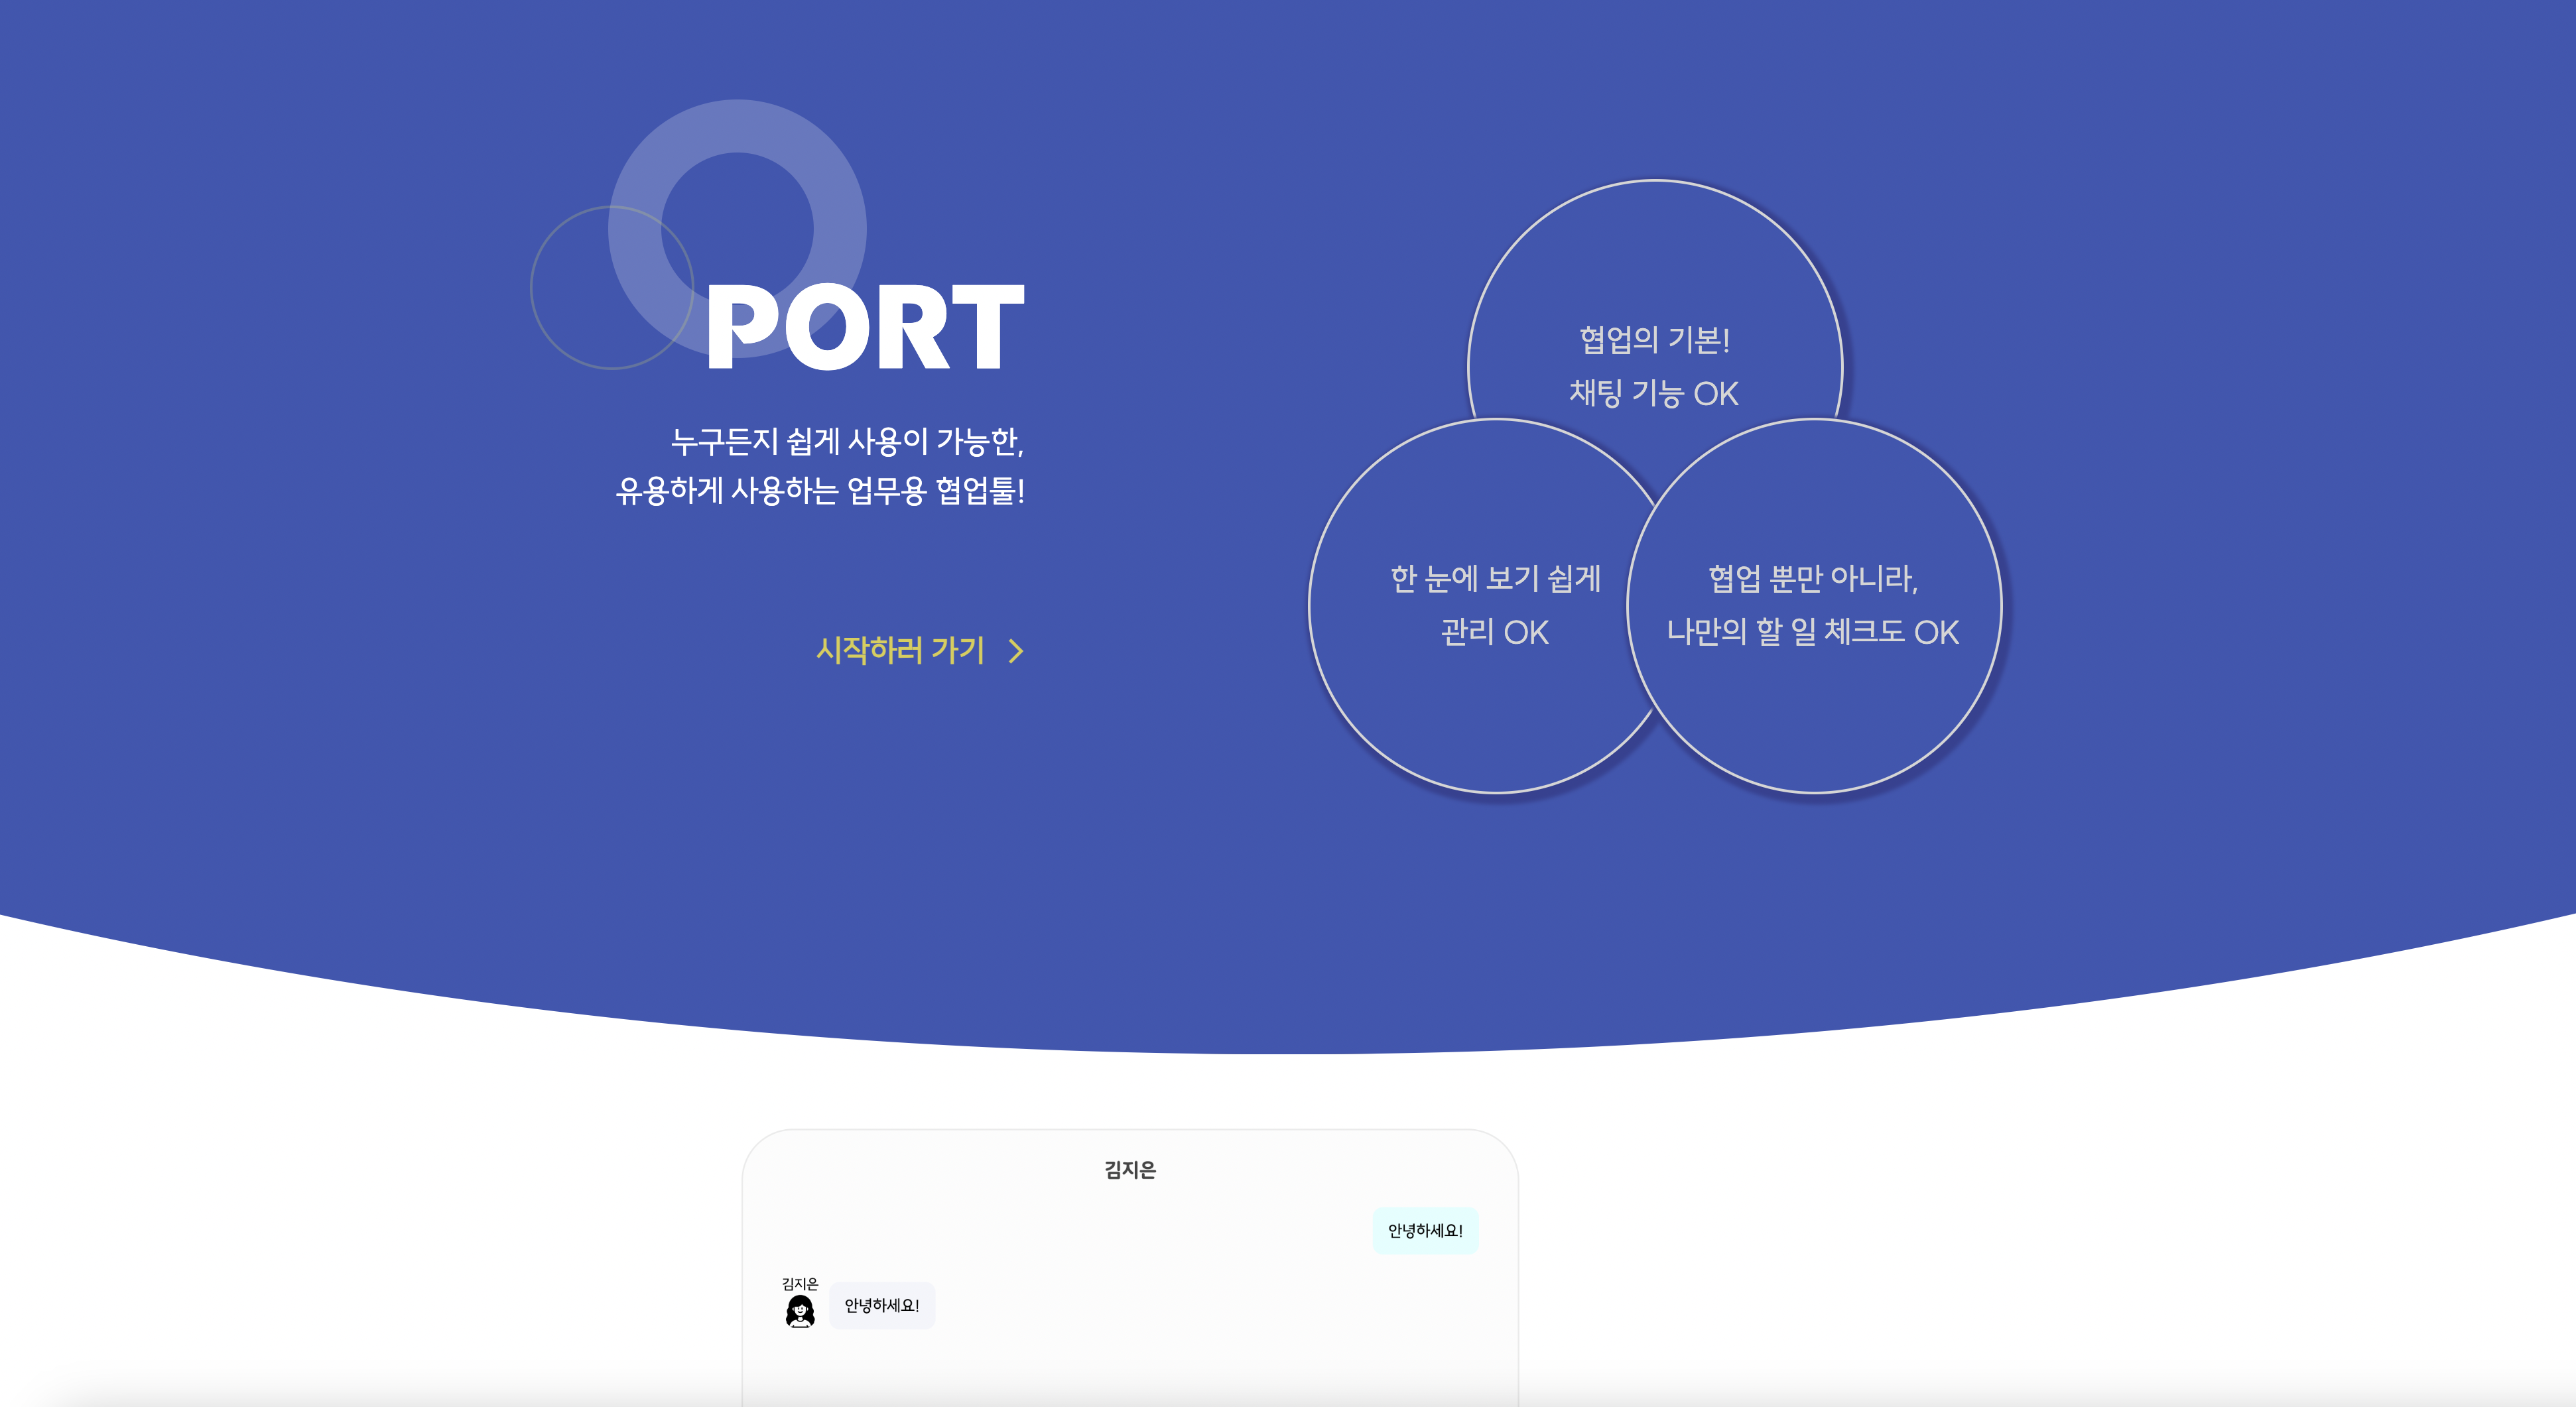 PORT
누구든지 쉽게 사용이 가능한,
유용하게 사용하는 업무용 협업툴!
시작하러 가기
협업의 기본!
채팅 기능 OK
한 눈에 보기 쉽게
관리 OK
협업 뿐만 아니라,
나만의 할 일 체크도 OK
김지은
안녕하세요!
김지은
안녕하세요!